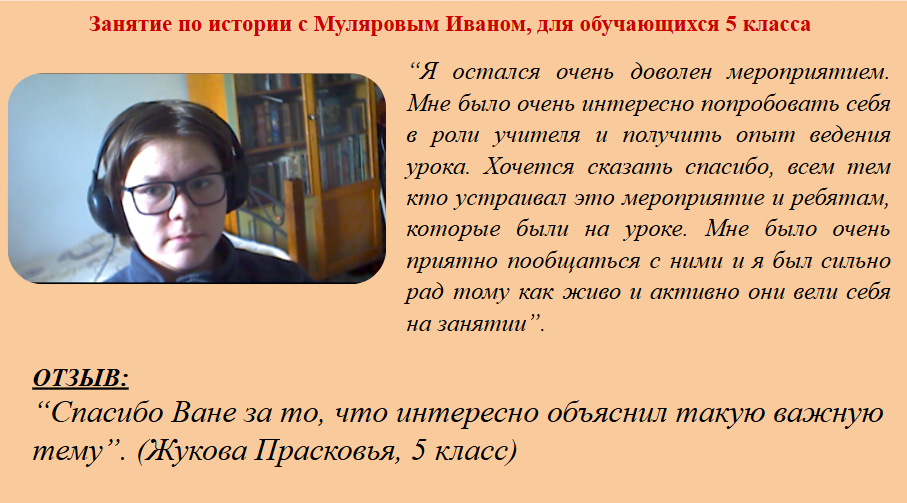 Занятие по истории с Муляровым Иваном, для обучающихся 5 класса
“Я остался очень доволен мероприятием.
Мне было очень интересно попробовать себя
в роли учителя и получить опыт ведения
урока. Хочется сказать спасибо, всем тем
кто устраивал это мероприятие и ребятам,
которые были на уроке. Мне было очень
приятно пообщаться с ними и я был сильно
рад тому как живо и активно они вели себя
на занятии”.
ОТЗЫВ:
“Спасибо Ване за то, что интересно объяснил такую важную
тему”. (Жукова Прасковья, 5 класс)